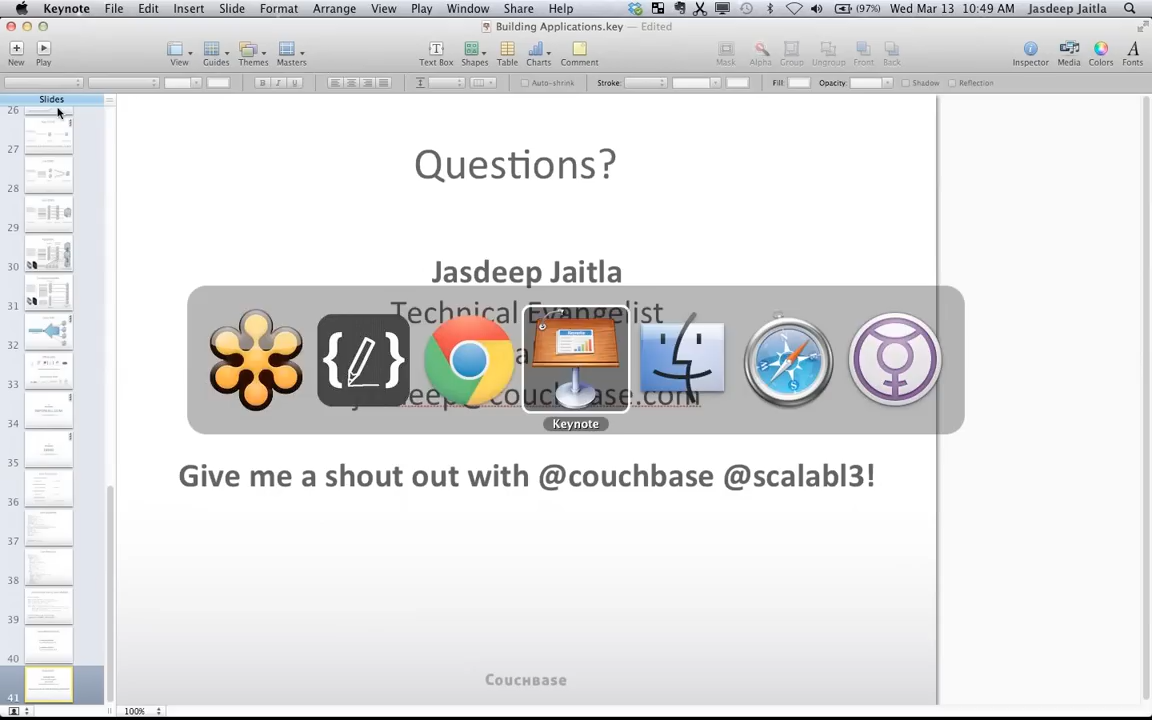 Keynote File Edit Insert Slide Format Arrange View Play Window Share Help (97%) Wed Mar 13 10:49 AM Jasdeep Jaitla
Building Applications.key — Edited
New Play View Guides Themes Masters Text Box Shapes Table Charts Comment Mask Alpha Group Ungroup Front Back Inspector Media Colors Fonts
B I U Auto-shrink Stroke: Fill: Opacity: Shadow Reflection
Slides
26
27
28
29
30
31
32
33
34
35
36
37
38
39
40
41
Questions?
Jasdeep Jaitla
Technical Evangelist
Keynote
Give me a shout out with @couchbase @scalabl3!
COUCHBASE
100%